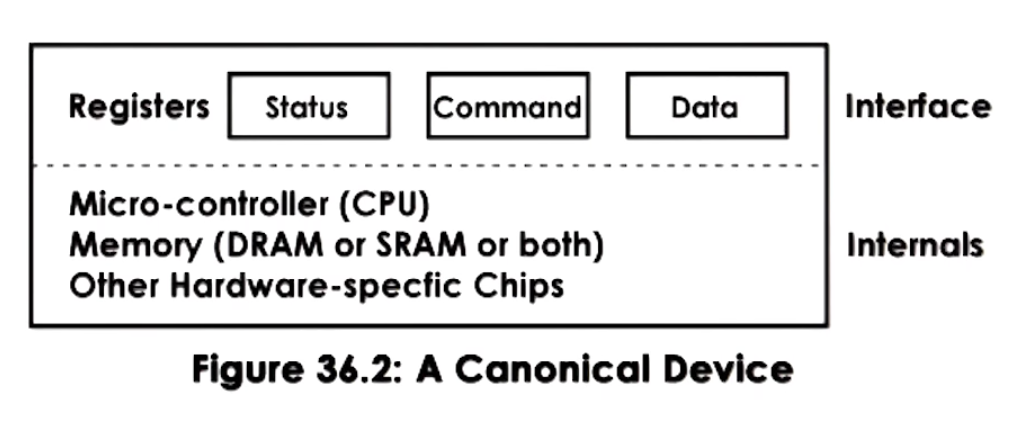 Registers Status Command Data Interface
Micro-controller (CPU)
Memory (DRAM or SRAM or both) Internals
Other Hardware-specfic Chips
Figure 36.2: A Canonical Device